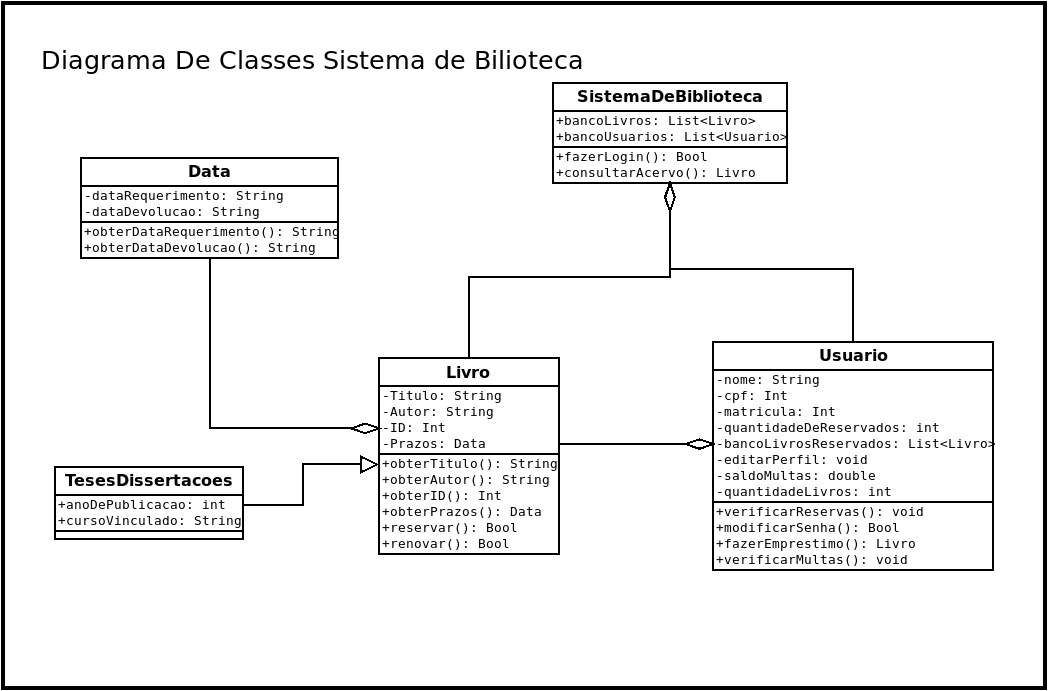 Diagrama De Classes Sistema de Bilioteca
SistemaDeBiblioteca
+bancoLivros: List<Livro>
+bancoUsuarios: List<Usuario>
+fazerLogin(): Bool
+consultarAcervo(): Livro
Data
-dataRequerimento: String
-dataDevolucao: String
+obterDataRequerimento(): String
+obterDataDevolucao(): String
Livro
-Titulo: String
-Autor: String
-ID: Int
-Prazos: Data
+obterTitulo(): String
+obterAutor(): String
+obterID(): Int
+obterPrazos(): Data
+reservar(): Bool
+renovar(): Bool
Usuario
-nome: String
-cpf: Int
-matricula: Int
-quantidadeDeReservados: int
-bancoLivrosReservados: List<Livro>
-editarPerfil: void
-saldoMultas: double
-quantidadeLivros: int
+verificarReservas(): void
+modificarSenha(): Bool
+fazerEmprestimo(): Livro
+verificarMultas(): void
TesesDissertacoes
+anoDePublicacao: int
+cursoVinculado: String